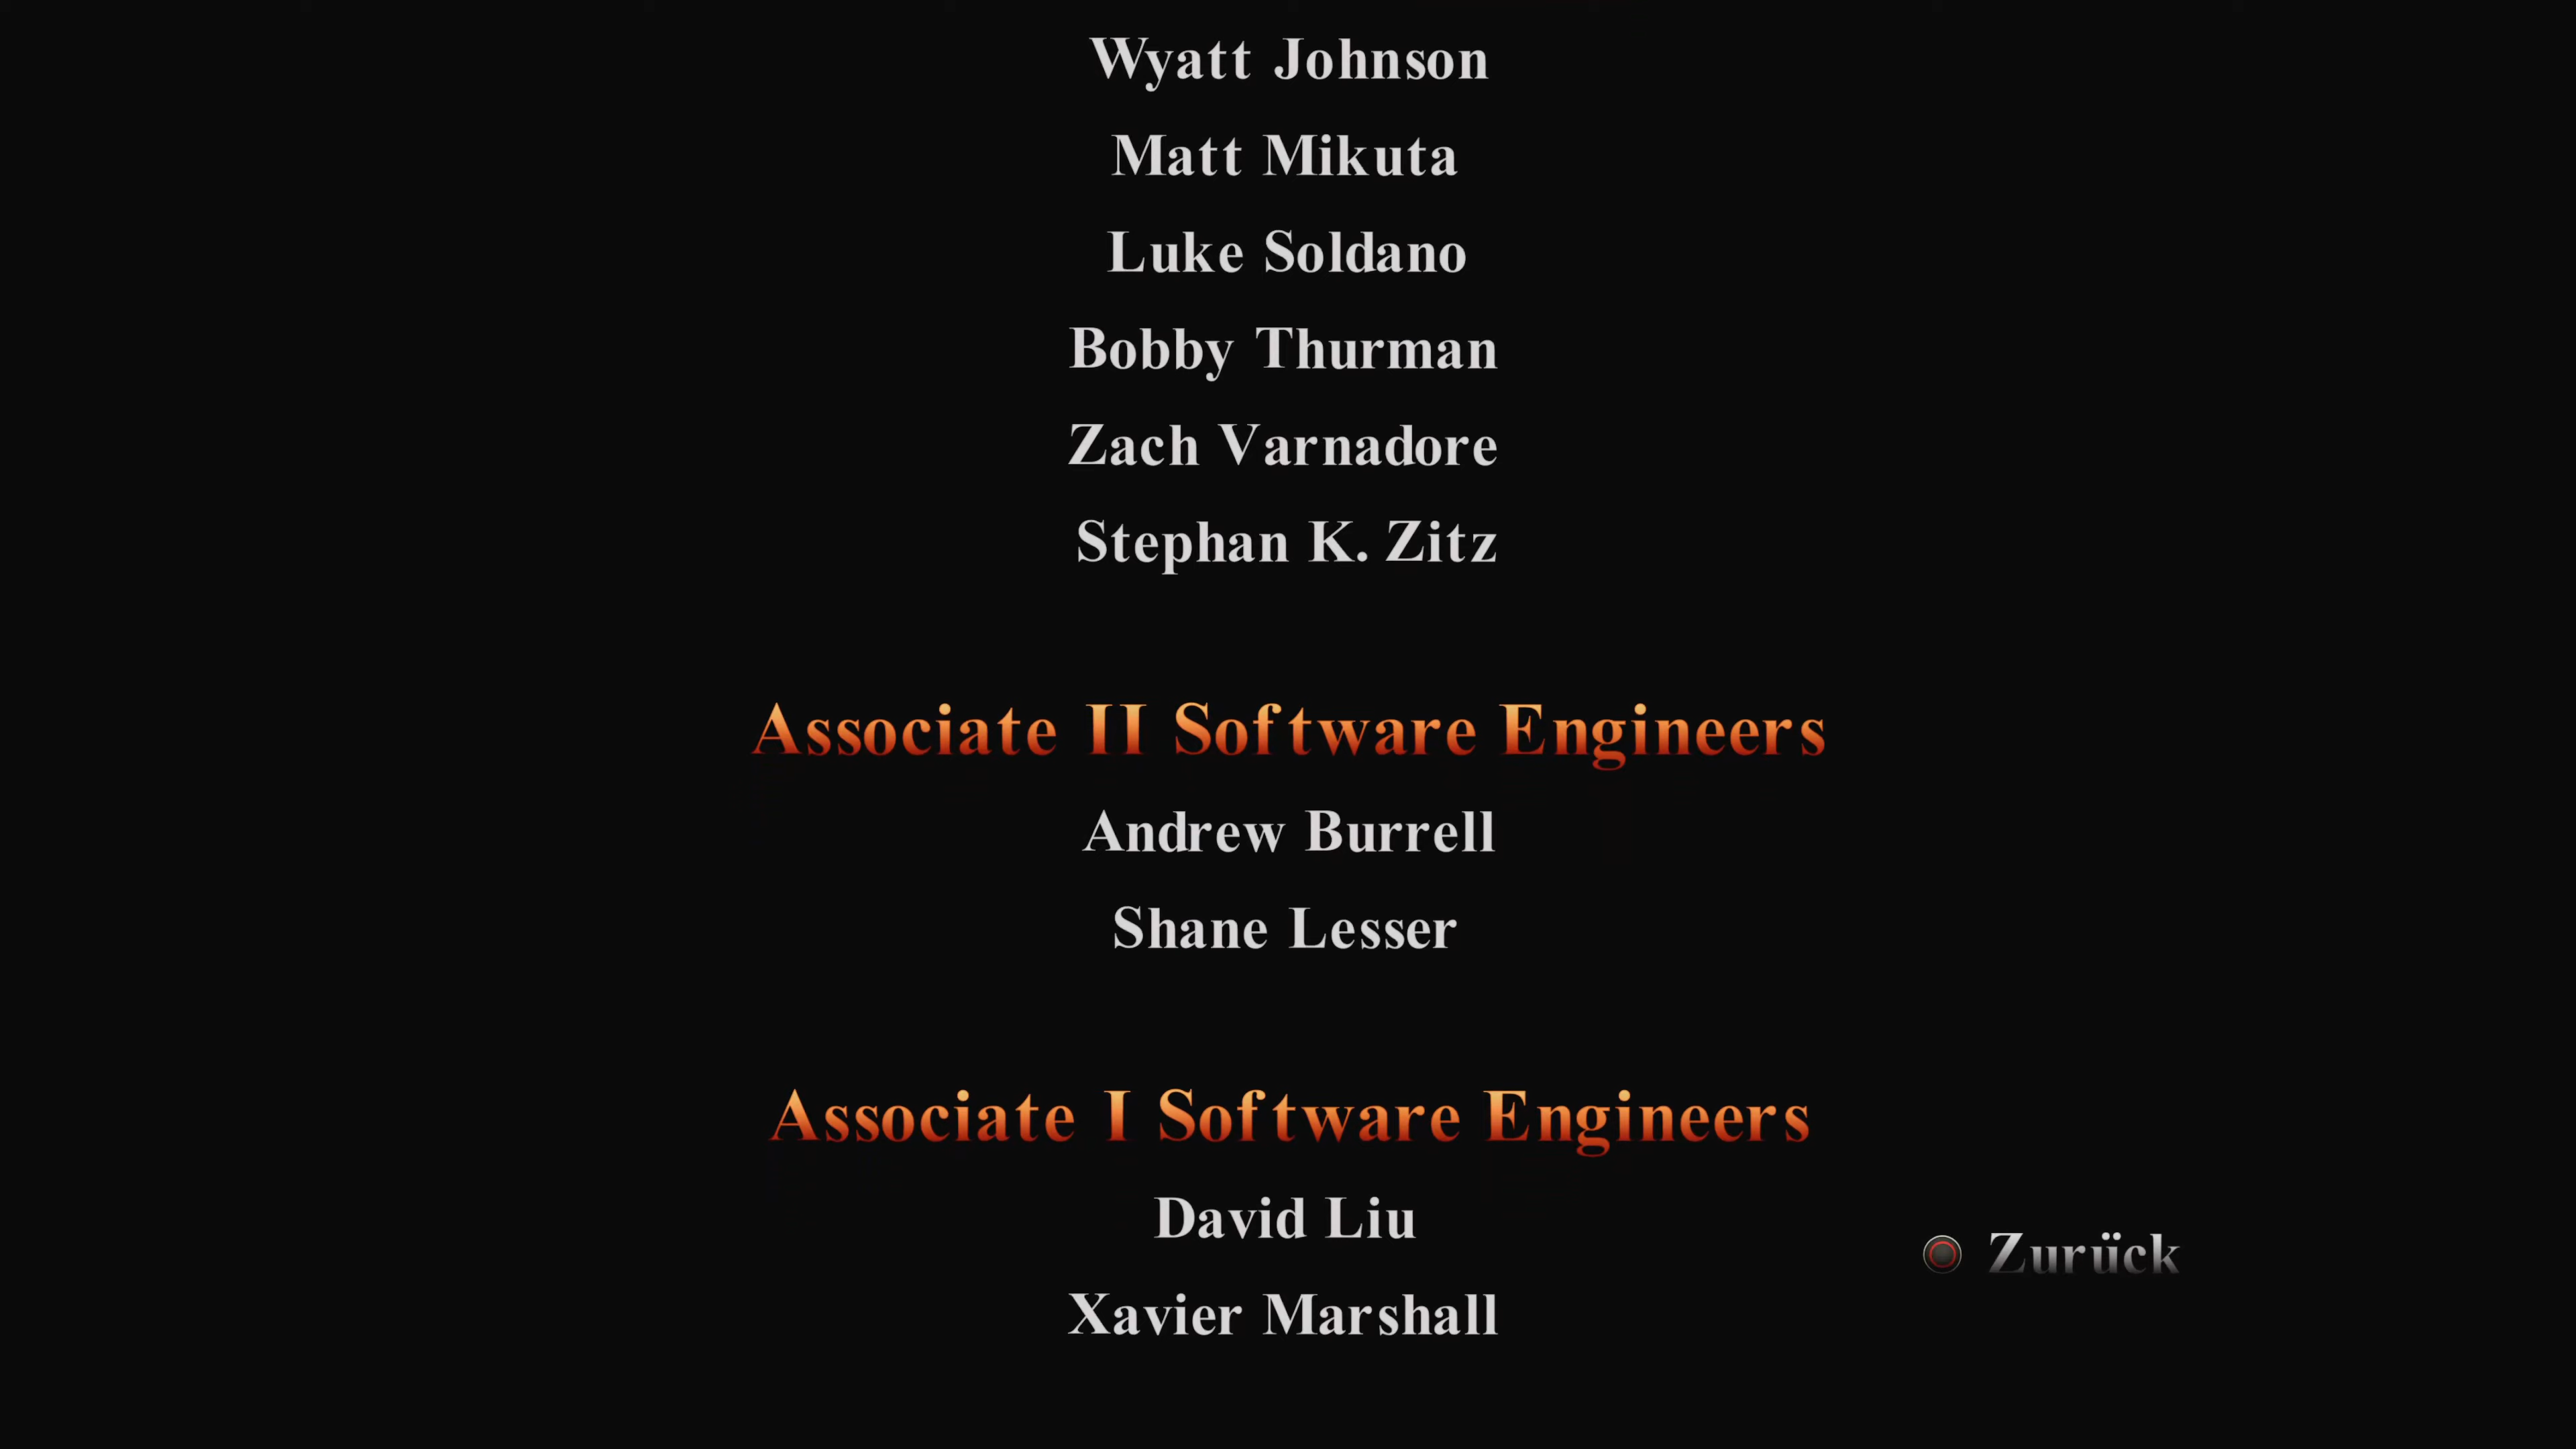 Wyatt Johnson
Matt Mikuta
Luke Soldano
Bobby Thurman
Zach Varnadore
Stephan K. Zitz
Associate II Software Engineers
Andrew Burrell
Shane Lesser
Associate I Software Engineers
David Liu
Zurück
Xavier Marshall